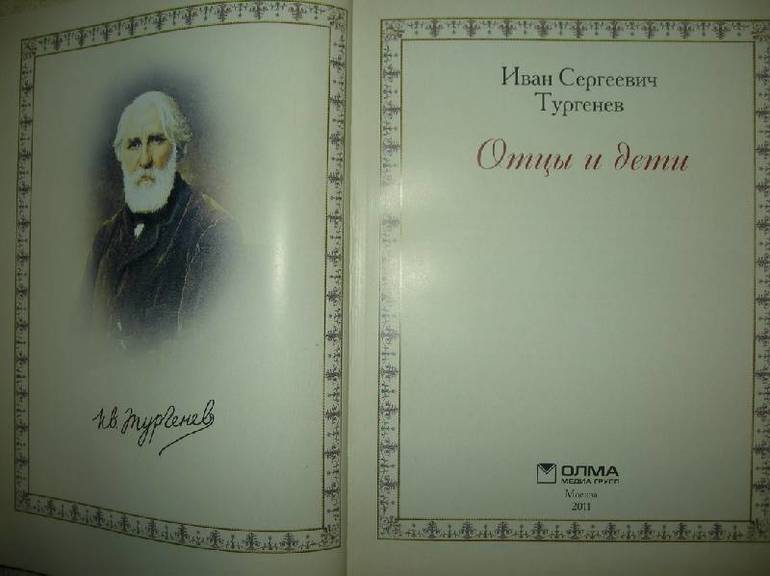 Ив. Тургенев
Иван Сергеевич
Тургенев
Отцы и дети
ОЛМА
МЕДИА ГРУПП
Москва
2011